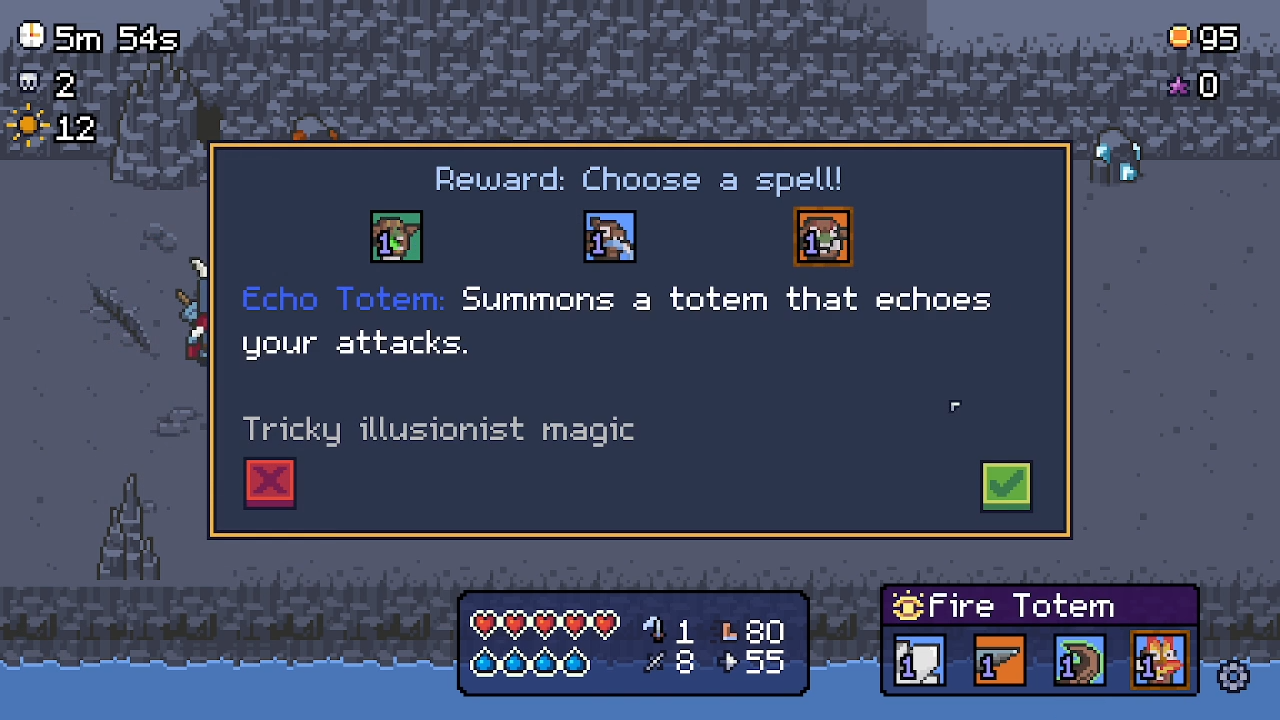 5m 54s
95
2
0
12
Reward: Choose a spell!
1 1 1
Echo Totem: Summons a totem that echoes
your attacks.
Tricky illusionist magic
Fire Totem
1 80
8 55
1 1 1 1